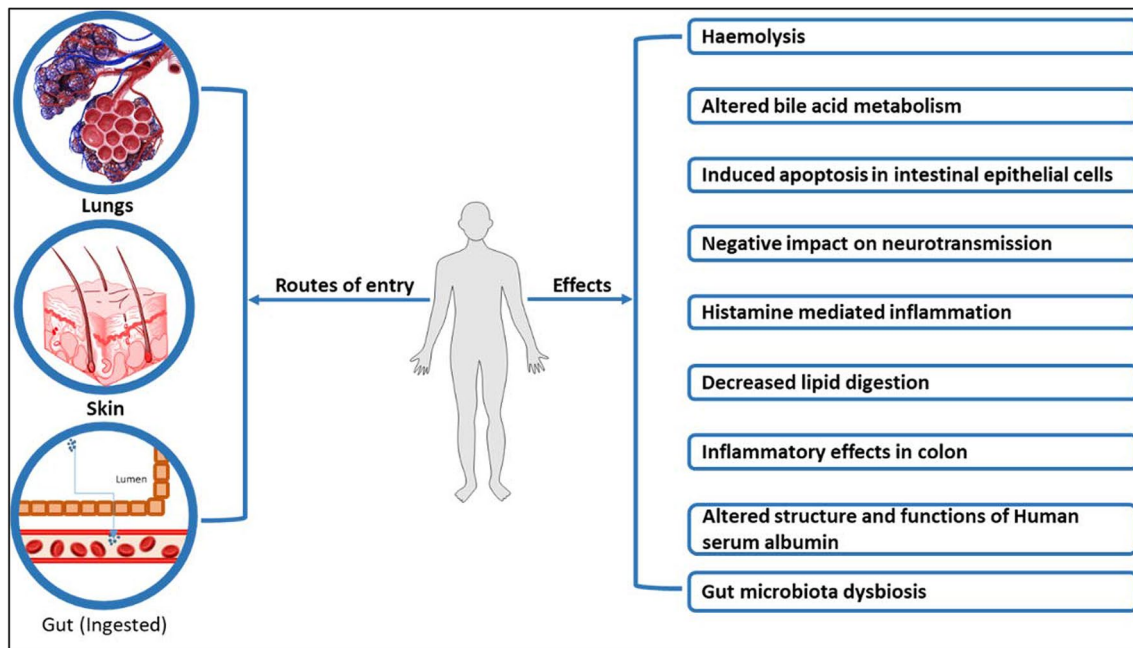 Lungs
Skin
Lumen
Gut (Ingested)
Routes of entry
Effects
Haemolysis
Altered bile acid metabolism
Induced apoptosis in intestinal epithelial cells
Negative impact on neurotransmission
Histamine mediated inflammation
Decreased lipid digestion
Inflammatory effects in colon
Altered structure and functions of Human
serum albumin
Gut microbiota dysbiosis